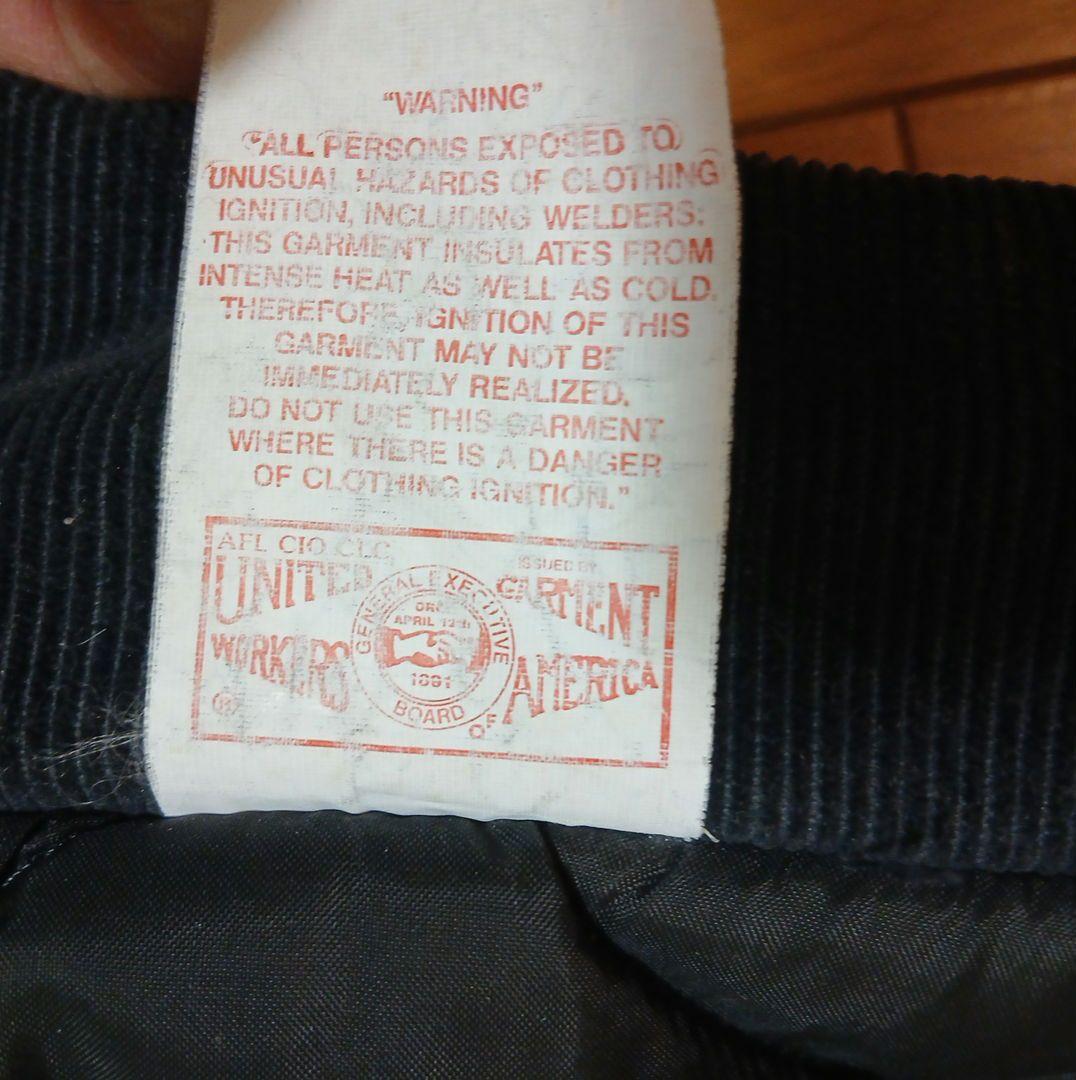 "WARNING"
"ALL PERSONS EXPOSED TO
UNUSUAL HAZARDS OF CLOTHING
IGNITION, INCLUDING WELDERS:
THIS GARMENT INSULATES FROM
INTENSE HEAT AS WELL AS COLD.
THEREFORE, IGNITION OF THIS
GARMENT MAY NOT BE
IMMEDIATELY REALIZED.
DO NOT USE THIS GARMENT
WHERE THERE IS A DANGER
OF CLOTHING IGNITION."
AFL CIO CLC
ISSUED BY
UNITED GARMENT
WORKERS OF AMERICA
GENERAL EXECUTIVE
BOARD
APRIL 12TH
1891
®